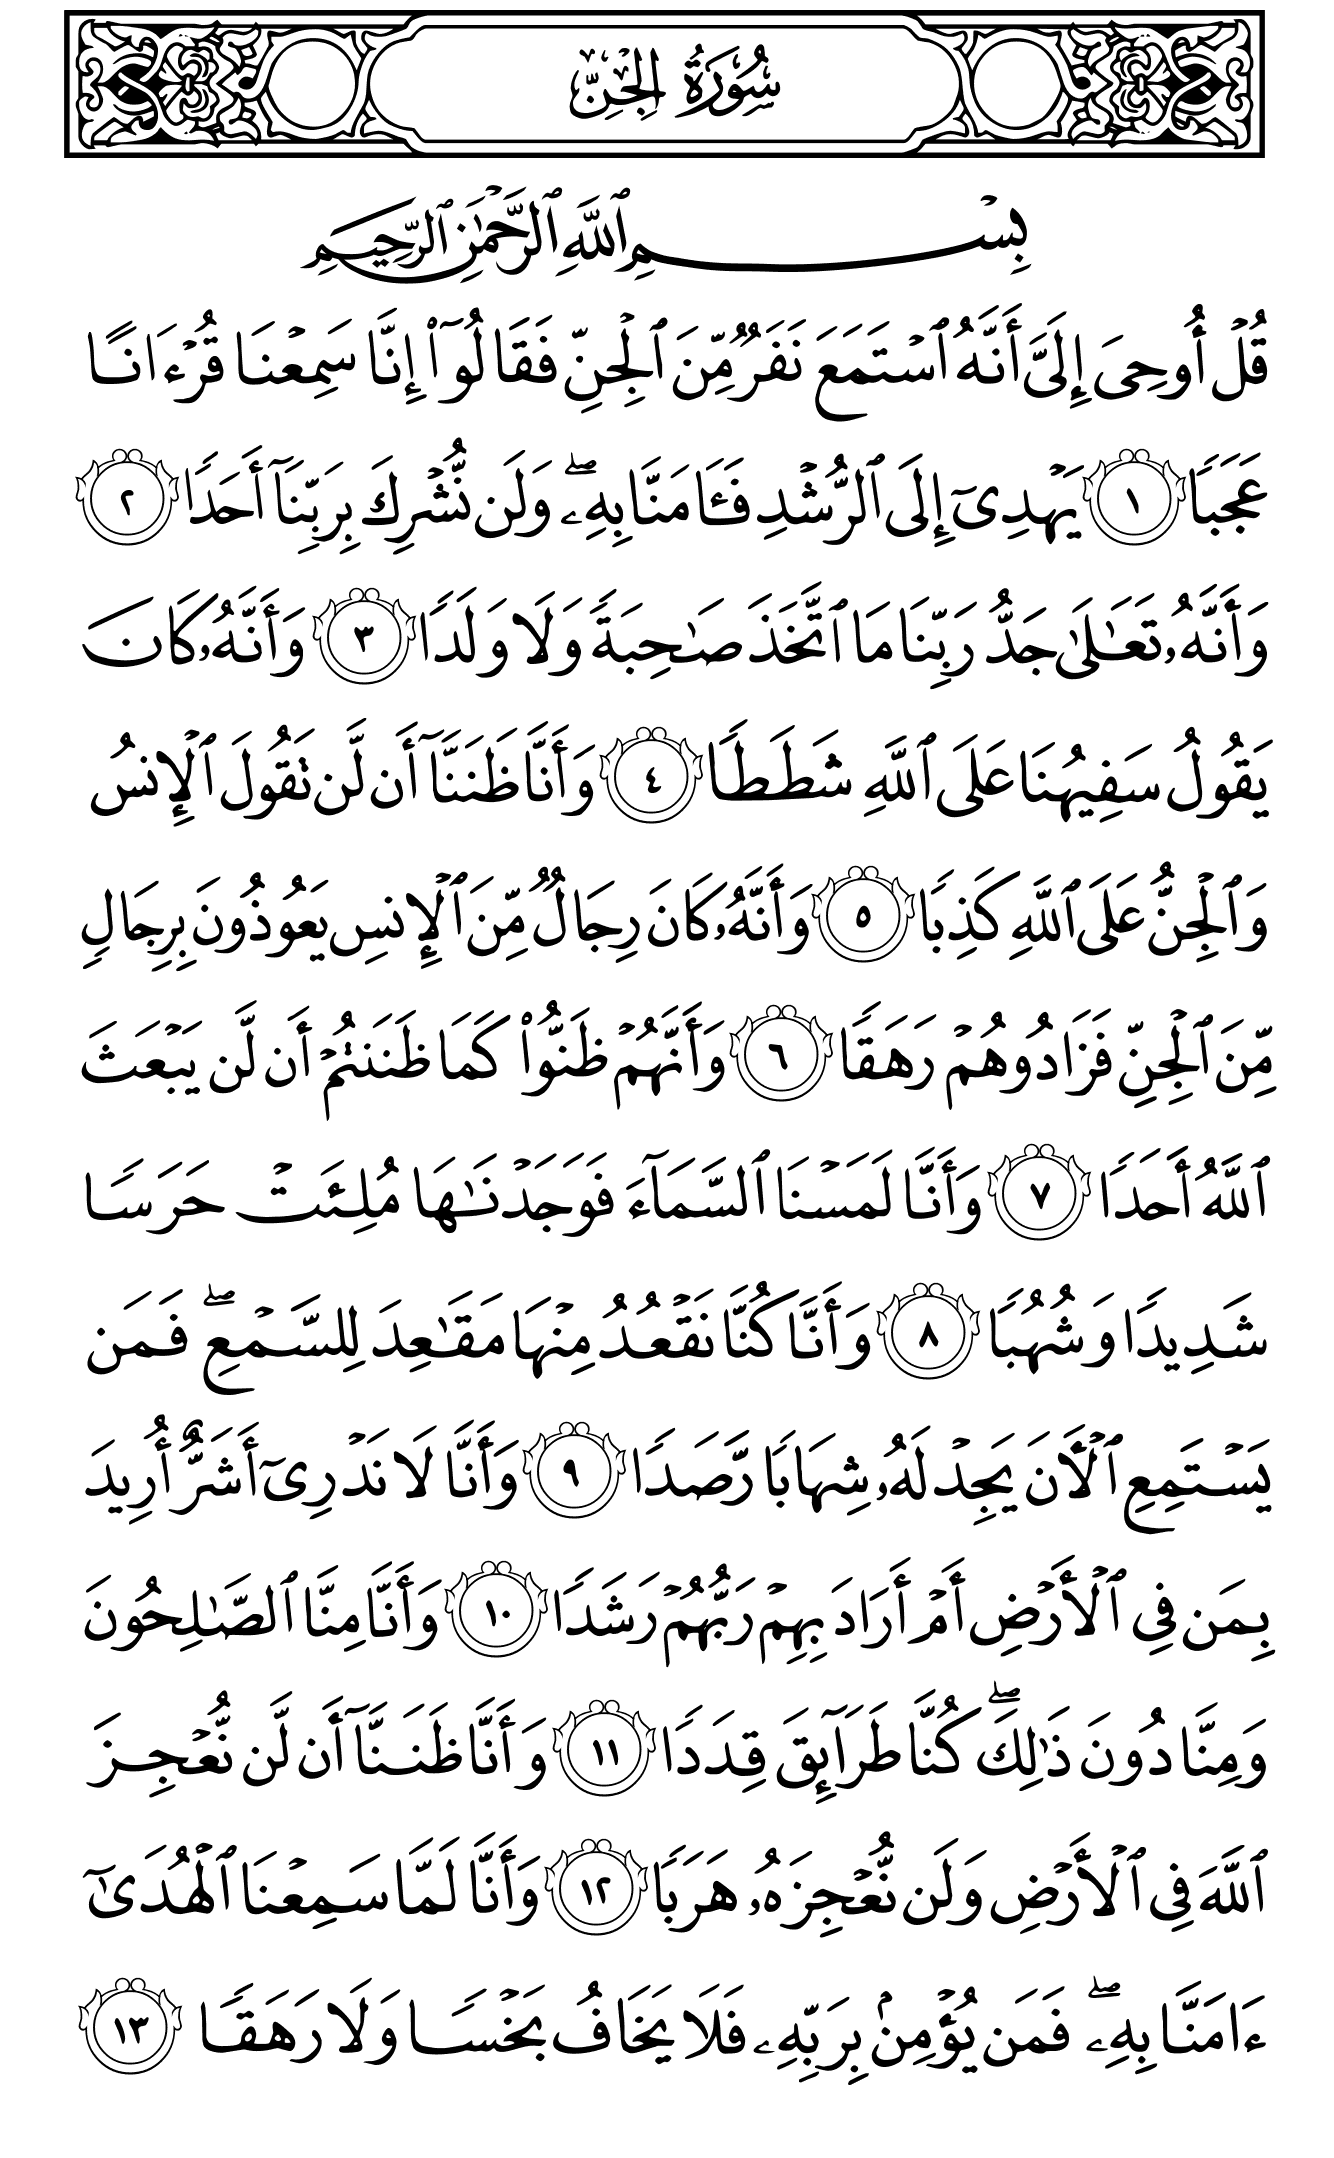 سُورَةُ الجِنّ
بِسۡمِ ٱللَّهِ ٱلرَّحۡمَٰنِ ٱلرَّحِيمِ
قُلۡ أُوحِيَ إِلَيَّ أَنَّهُ ٱسۡتَمَعَ نَفَرٞ مِّنَ ٱلۡجِنِّ فَقَالُوٓاْ إِنَّا سَمِعۡنَا قُرۡءَانًا
عَجَبٗا ١ يَهۡدِيٓ إِلَى ٱلرُّشۡدِ فَـَٔامَنَّا بِهِۦۖ وَلَن نُّشۡرِكَ بِرَبِّنَآ أَحَدٗا ٢
وَأَنَّهُۥ تَعَٰلَىٰ جَدُّ رَبِّنَا مَا ٱتَّخَذَ صَٰحِبَةٗ وَلَا وَلَدٗا ٣ وَأَنَّهُۥ كَانَ
يَقُولُ سَفِيهُنَا عَلَى ٱللَّهِ شَطَطٗا ٤ وَأَنَّا ظَنَنَّآ أَن لَّن تَقُولَ ٱلۡإِنسُ
وَٱلۡجِنُّ عَلَى ٱللَّهِ كَذِبٗا ٥ وَأَنَّهُۥ كَانَ رِجَالٞ مِّنَ ٱلۡإِنسِ يَعُوذُونَ بِرِجَالٖ
مِّنَ ٱلۡجِنِّ فَزَادُوهُمۡ رَهَقٗا ٦ وَأَنَّهُمۡ ظَنُّواْ كَمَا ظَنَنتُمۡ أَن لَّن يَبۡعَثَ
ٱللَّهُ أَحَدٗا ٧ وَأَنَّا لَمَسۡنَا ٱلسَّمَآءَ فَوَجَدۡنَٰهَا مُلِئَتۡ حَرَسٗا
شَدِيدٗا وَشُهُبٗا ٨ وَأَنَّا كُنَّا نَقۡعُدُ مِنۡهَا مَقَٰعِدَ لِلسَّمۡعِۖ فَمَن
يَسۡتَمِعِ ٱلۡأٓنَ يَجِدۡ لَهُۥ شِهَابٗا رَّصَدٗا ٩ وَأَنَّا لَا نَدۡرِيٓ أَشَرٌّ أُرِيدَ
بِمَن فِي ٱلۡأَرۡضِ أَمۡ أَرَادَ بِهِمۡ رَبُّهُمۡ رَشَدٗا ١٠ وَأَنَّا مِنَّا ٱلصَّٰلِحُونَ
وَمِنَّا دُونَ ذَٰلِكَۖ كُنَّا طَرَآئِقَ قِدَدٗا ١١ وَأَنَّا ظَنَنَّآ أَن لَّن نُّعۡجِزَ
ٱللَّهَ فِي ٱلۡأَرۡضِ وَلَن نُّعۡجِزَهُۥ هَرَبٗا ١٢ وَأَنَّا لَمَّا سَمِعۡنَا ٱلۡهُدَىٰٓ
ءَامَنَّا بِهِۦۖ فَمَن يُؤۡمِنۢ بِرَبِّهِۦ فَلَا يَخَافُ بَخۡسٗا وَلَا رَهَقٗا ١٣